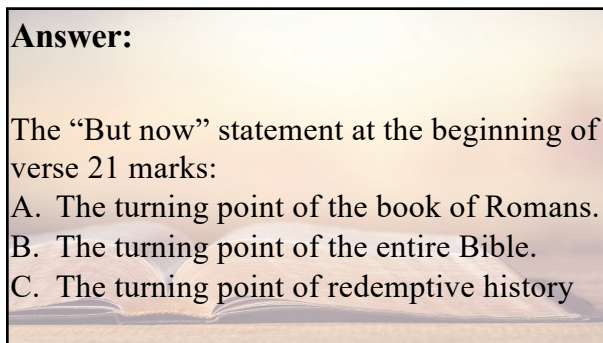 Answer:
The “But now” statement at the beginning of
verse 21 marks:
A. The turning point of the book of Romans.
B. The turning point of the entire Bible.
C. The turning point of redemptive history